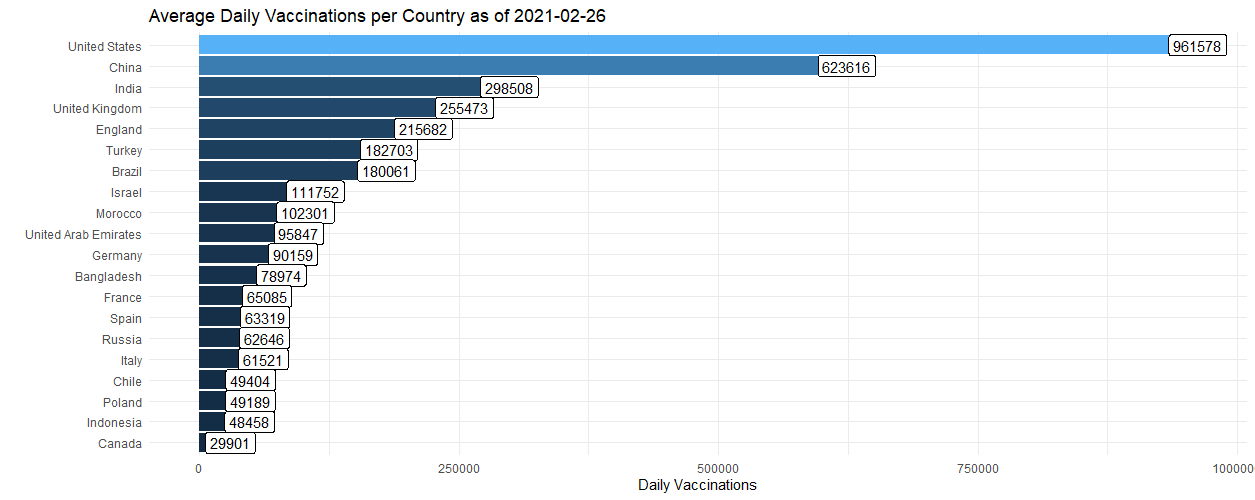 Average Daily Vaccinations per Country as of 2021-02-26
United States 961578
China 623616
India 298508
United Kingdom 255473
England 215682
Turkey 182703
Brazil 180061
Israel 111752
Morocco 102301
United Arab Emirates 95847
Germany 90159
Bangladesh 78974
France 65085
Spain 63319
Russia 62646
Italy 61521
Chile 49404
Poland 49189
Indonesia 48458
Canada 29901
0 250000 500000 750000 100000
Daily Vaccinations